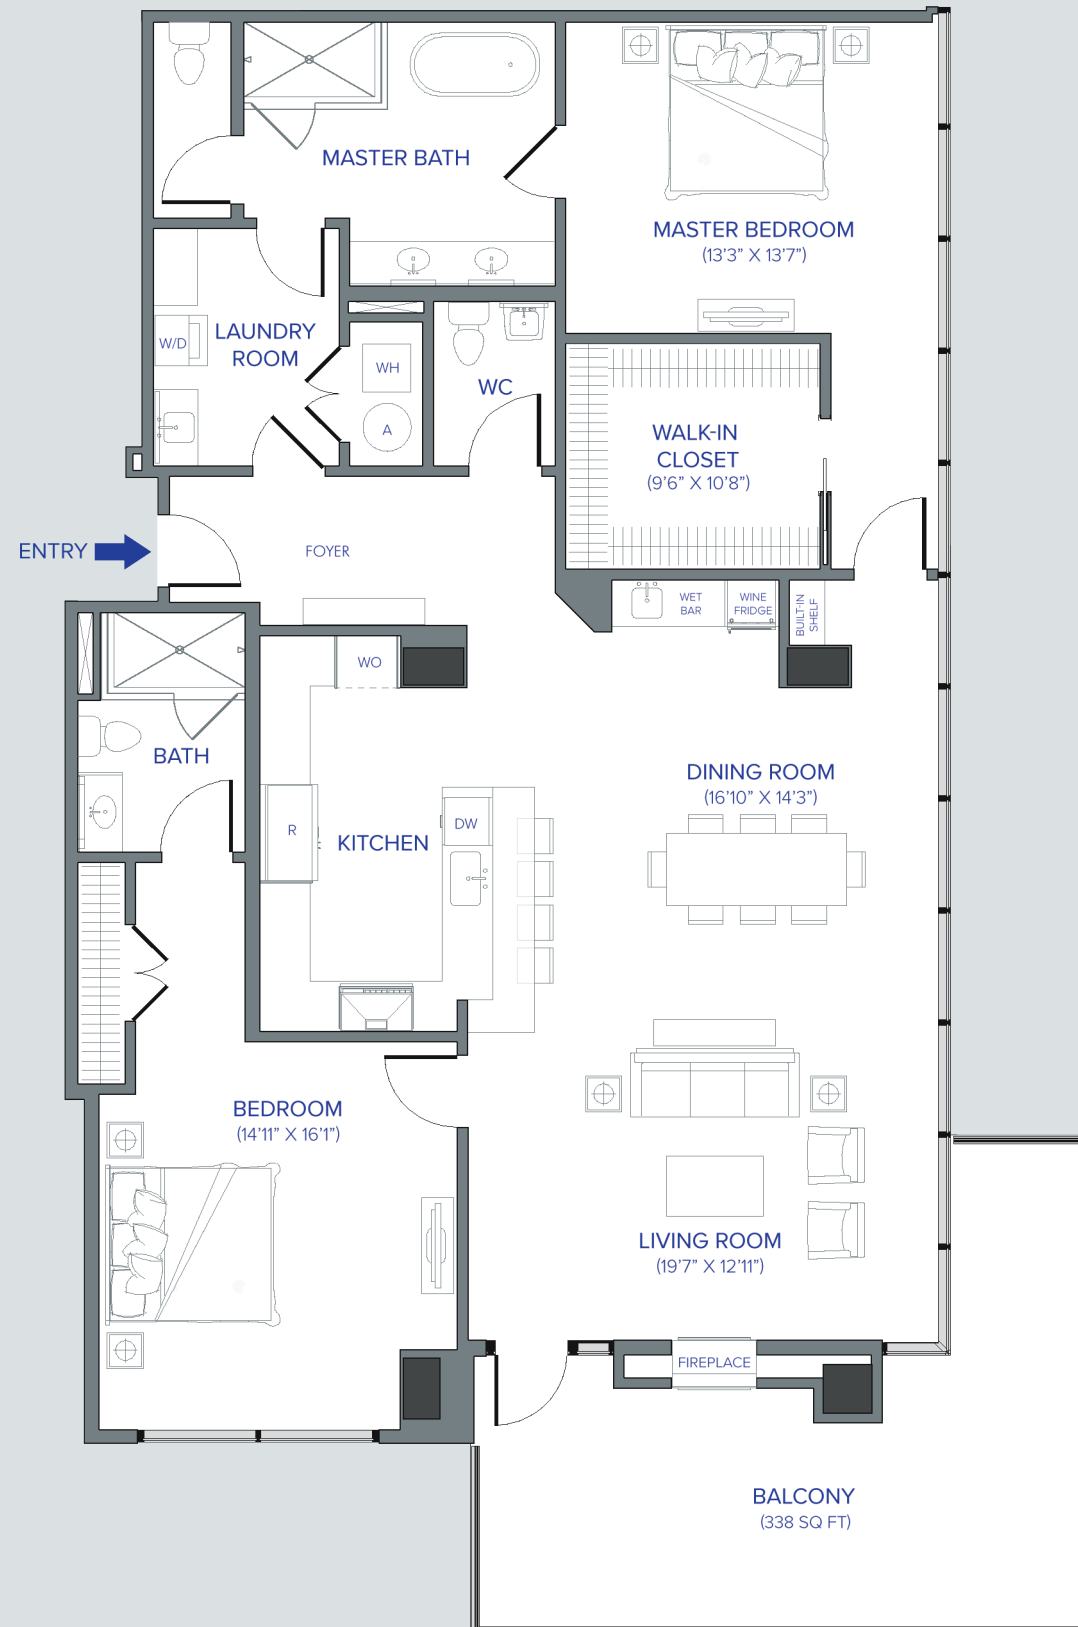 MASTER BATH
MASTER BEDROOM
(13'3” X 13'7”)
LAUNDRY
ROOM
W/D
WH
A
WC
WALK-IN
CLOSET
(9'6” X 10'8”)
ENTRY
FOYER
WET
BAR
WINE
FRIDGE
BUILT-IN
SHELF
WO
BATH
DINING ROOM
(16'10” X 14'3”)
R
KITCHEN
DW
BEDROOM
(14'11” X 16'1”)
LIVING ROOM
(19'7” X 12'11”)
FIREPLACE
BALCONY
(338 SQ FT)